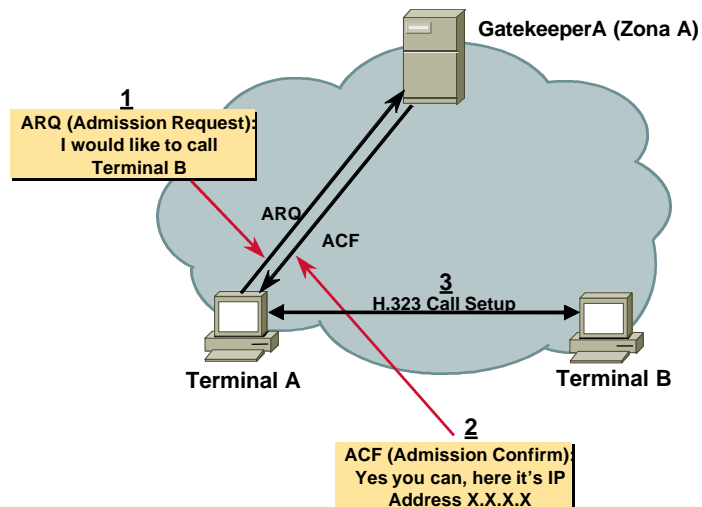 GatekeeperA (Zona A)
1
ARQ (Admission Request):
I would like to call
Terminal B
ARQ
ACF
3
H.323 Call Setup
Terminal A
Terminal B
2
ACF (Admission Confirm):
Yes you can, here it's IP
Address X.X.X.X